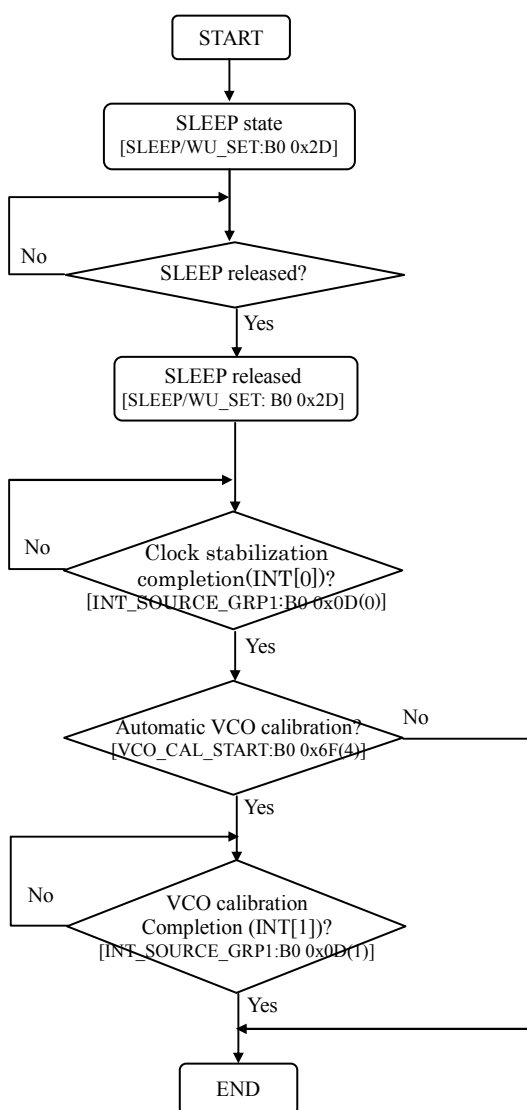 START
SLEEP state
[SLEEP/WU_SET:B0 0x2D]
No
SLEEP released?
Yes
SLEEP released
[SLEEP/WU_SET: B0 0x2D]
No
Clock stabilization
completion(INT[0])?
[INT_SOURCE_GRP1:B0 0x0D(0)]
Yes
Automatic VCO calibration?
[VCO_CAL_START:B0 0x6F(4)]
No
Yes
No
VCO calibration
Completion (INT[1])?
[INT_SOURCE_GRP1:B0 0x0D(1)]
Yes
END